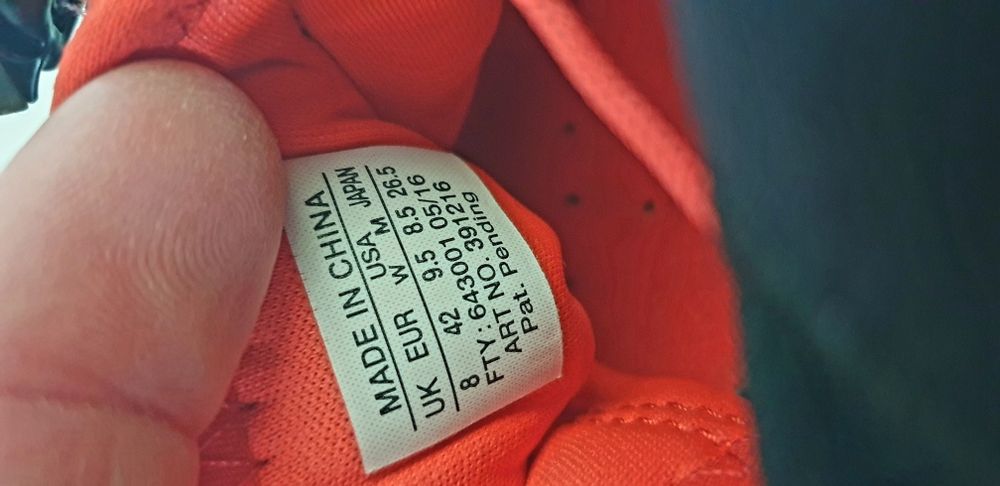 MADE IN CHINA
UK EUR USA JAPAN
W M
8 42 9.5 8.5 26.5
FTY: 643001 05/16
ART NO. 391216
Pat. Pending